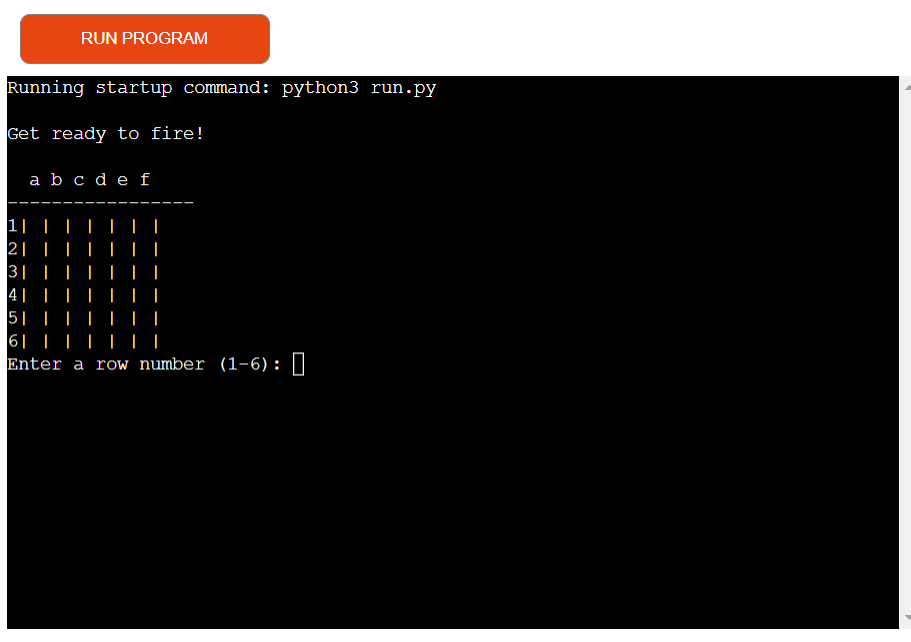 RUN PROGRAM
Running startup command: python3 run.py
Get ready to fire!
  a b c d e f
-----------------
1| | | | | | |
2| | | | | | |
3| | | | | | |
4| | | | | | |
5| | | | | | |
6| | | | | | |
Enter a row number (1-6):